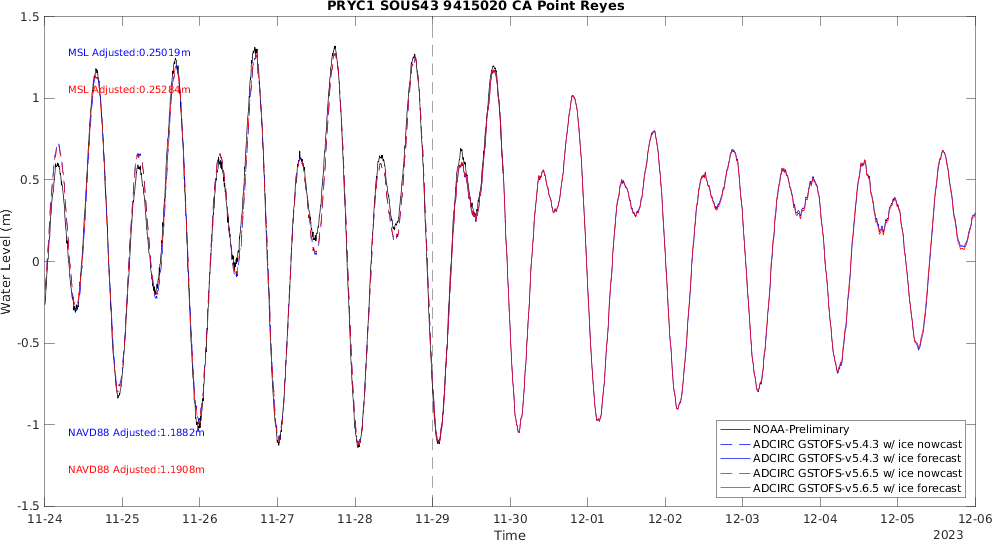 PRYC1 SOUS43 9415020 CA Point Reyes
MSL Adjusted:0.25019m
MSL Adjusted:0.25284m
NAVD88 Adjusted:1.1882m
NAVD88 Adjusted:1.1908m
Water Level (m)
1.5
1
0.5
0
-0.5
-1
-1.5
NOAA-Preliminary
ADCIRC GSTOFS-v5.4.3 w/ ice nowcast
ADCIRC GSTOFS-v5.4.3 w/ ice forecast
ADCIRC GSTOFS-v5.6.5 w/ ice nowcast
ADCIRC GSTOFS-v5.6.5 w/ ice forecast
11-24 11-25 11-26 11-27 11-28 11-29 11-30 12-01 12-02 12-03 12-04 12-05 12-06
Time
2023